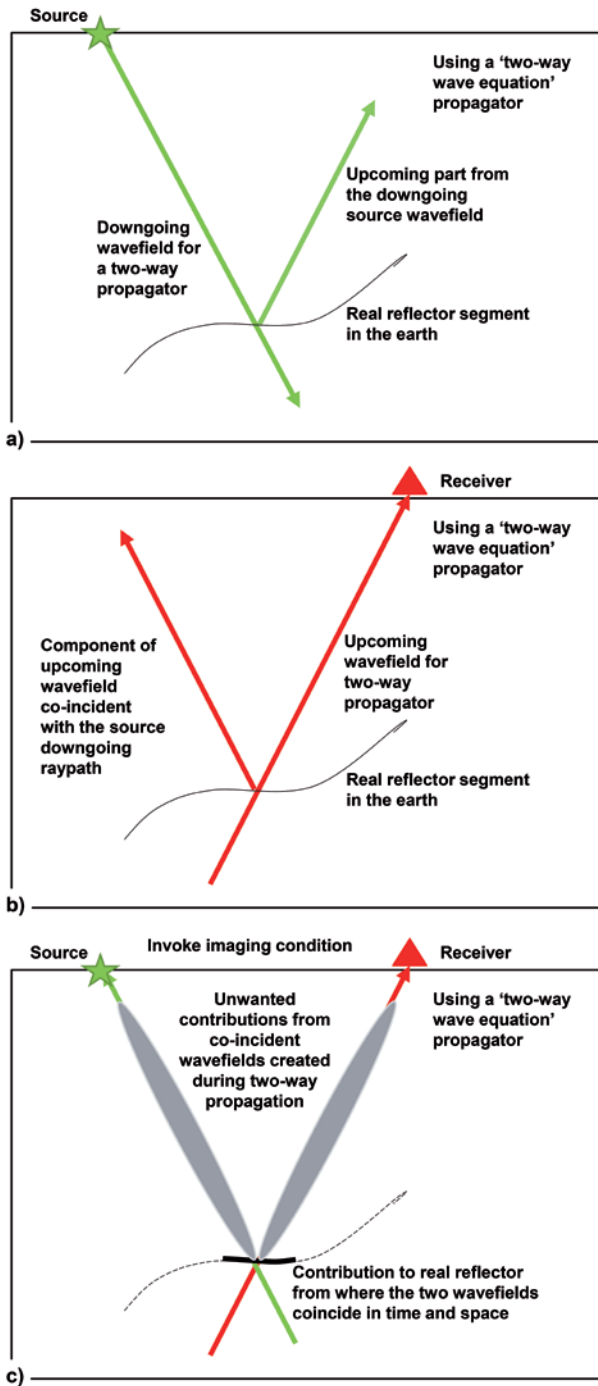 Source
Using a 'two-way
wave equation'
propagator
Upcoming part from
the downgoing
source wavefield
Downgoing
wavefield for
a two-way
propagator
Real reflector segment
in the earth
a)
Receiver
Using a 'two-way
wave equation'
propagator
Component of
upcoming
wavefield
co-incident
with the source
downgoing
raypath
Upcoming
wavefield for
two-way
propagator
Real reflector segment
in the earth
b)
Source
Invoke imaging condition
Receiver
Unwanted
contributions from
co-incident
wavefields created
during two-way
propagation
Using a 'two-way
wave equation'
propagator
Contribution to real reflector
from where the two wavefields
coincide in time and space
c)